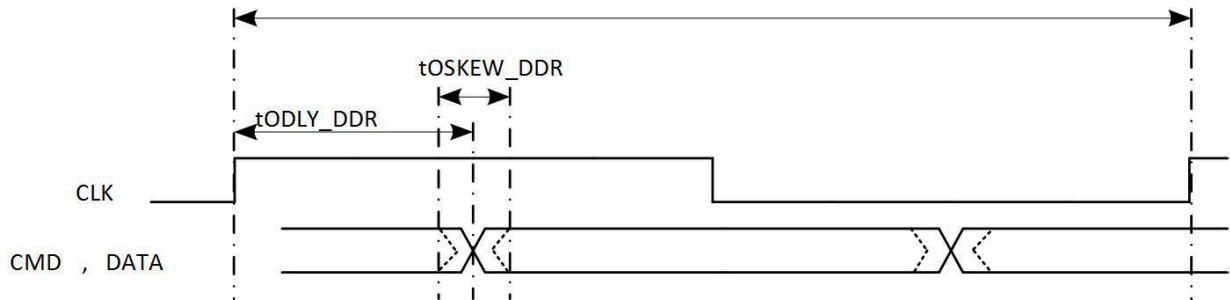 tOSKEW_DDR
tODLY_DDR
CLK
CMD , DATA